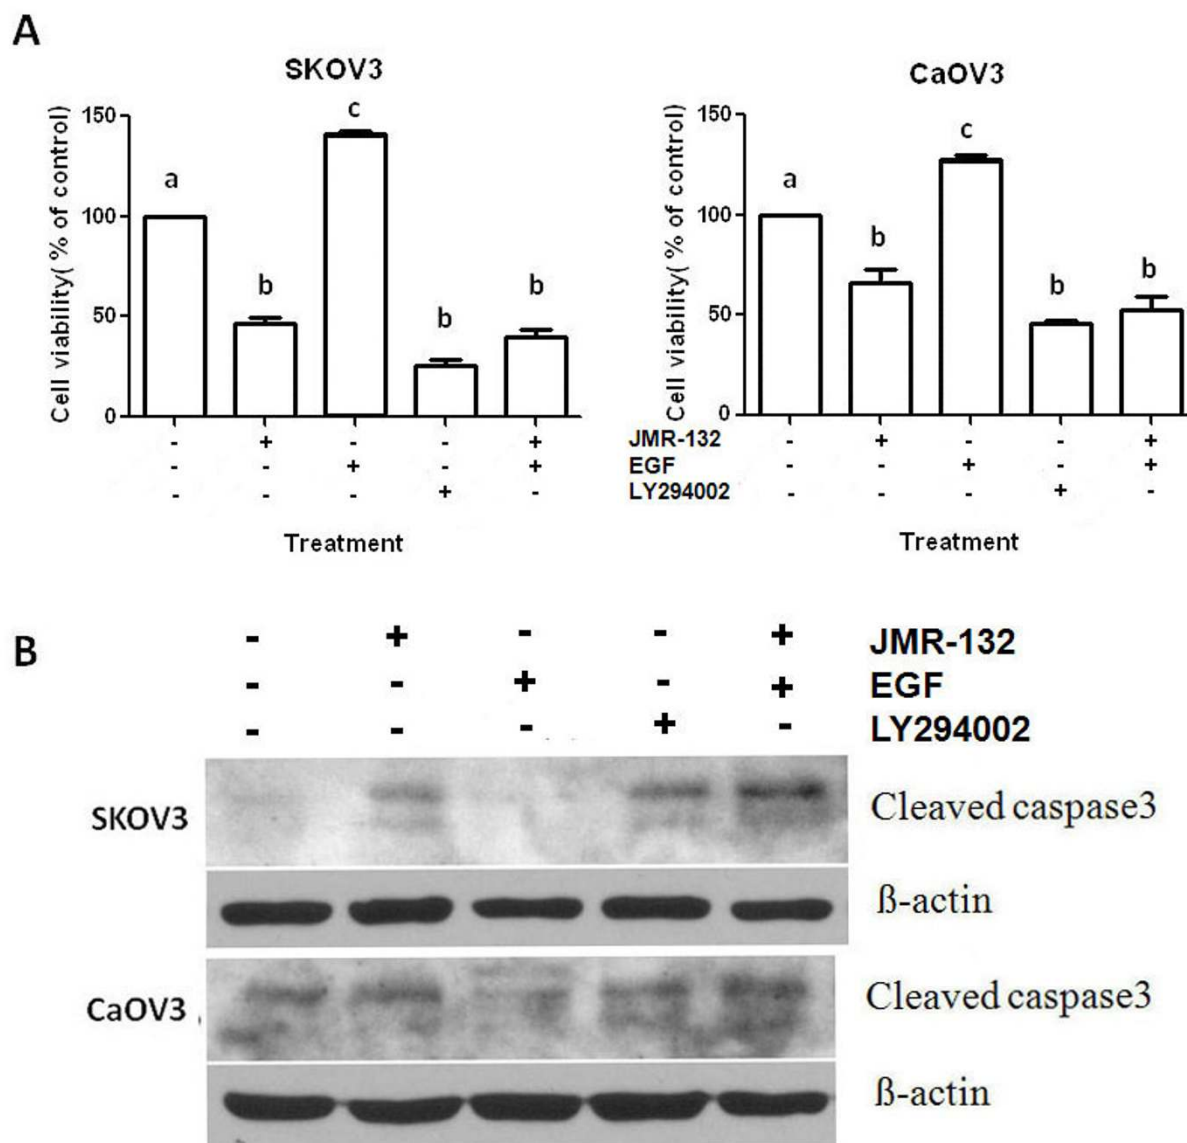 A
SKOV3
Cell viability( % of control)
150
100
50
0
a
b
c
b
b
- + - - +
- - + - +
- - - + -
Treatment
CaOV3
Cell viability( % of control)
150
100
50
0
a
b
c
b
b
JMR-132 - + - - +
EGF - - + - +
LY294002 - - - + -
Treatment
B
- + - - + JMR-132
- - + - + EGF
- - - + - LY294002
SKOV3
Cleaved caspase3
ß-actin
CaOV3
Cleaved caspase3
ß-actin